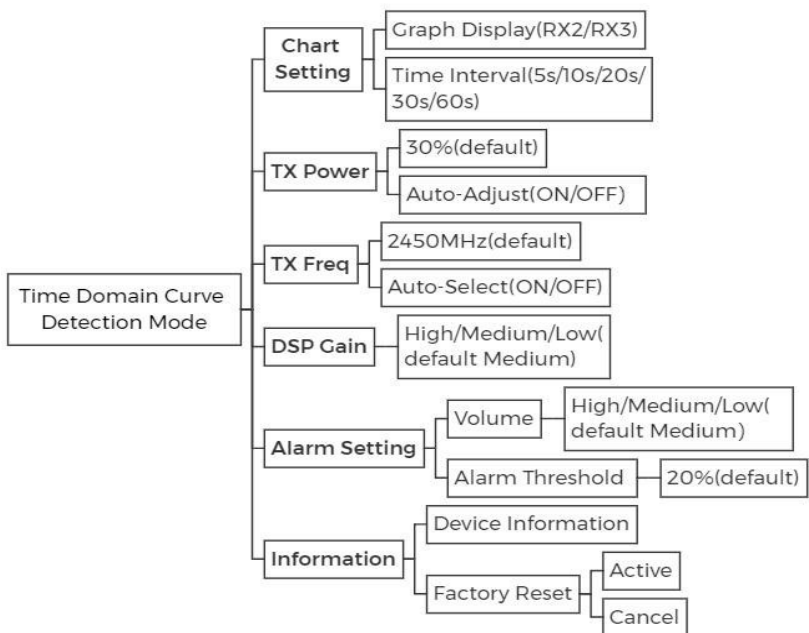 Chart
Setting
Graph Display(RX2/RX3)
Time Interval(5s/10s/20s/
30s/60s)
TX Power
30%(default)
Auto-Adjust(ON/OFF)
TX Freq
2450MHz(default)
Auto-Select(ON/OFF)
Time Domain Curve
Detection Mode
DSP Gain
High/Medium/Low(
default Medium)
Alarm Setting
Volume
High/Medium/Low(
default Medium)
Alarm Threshold
20%(default)
Information
Device Information
Factory Reset
Active
Cancel